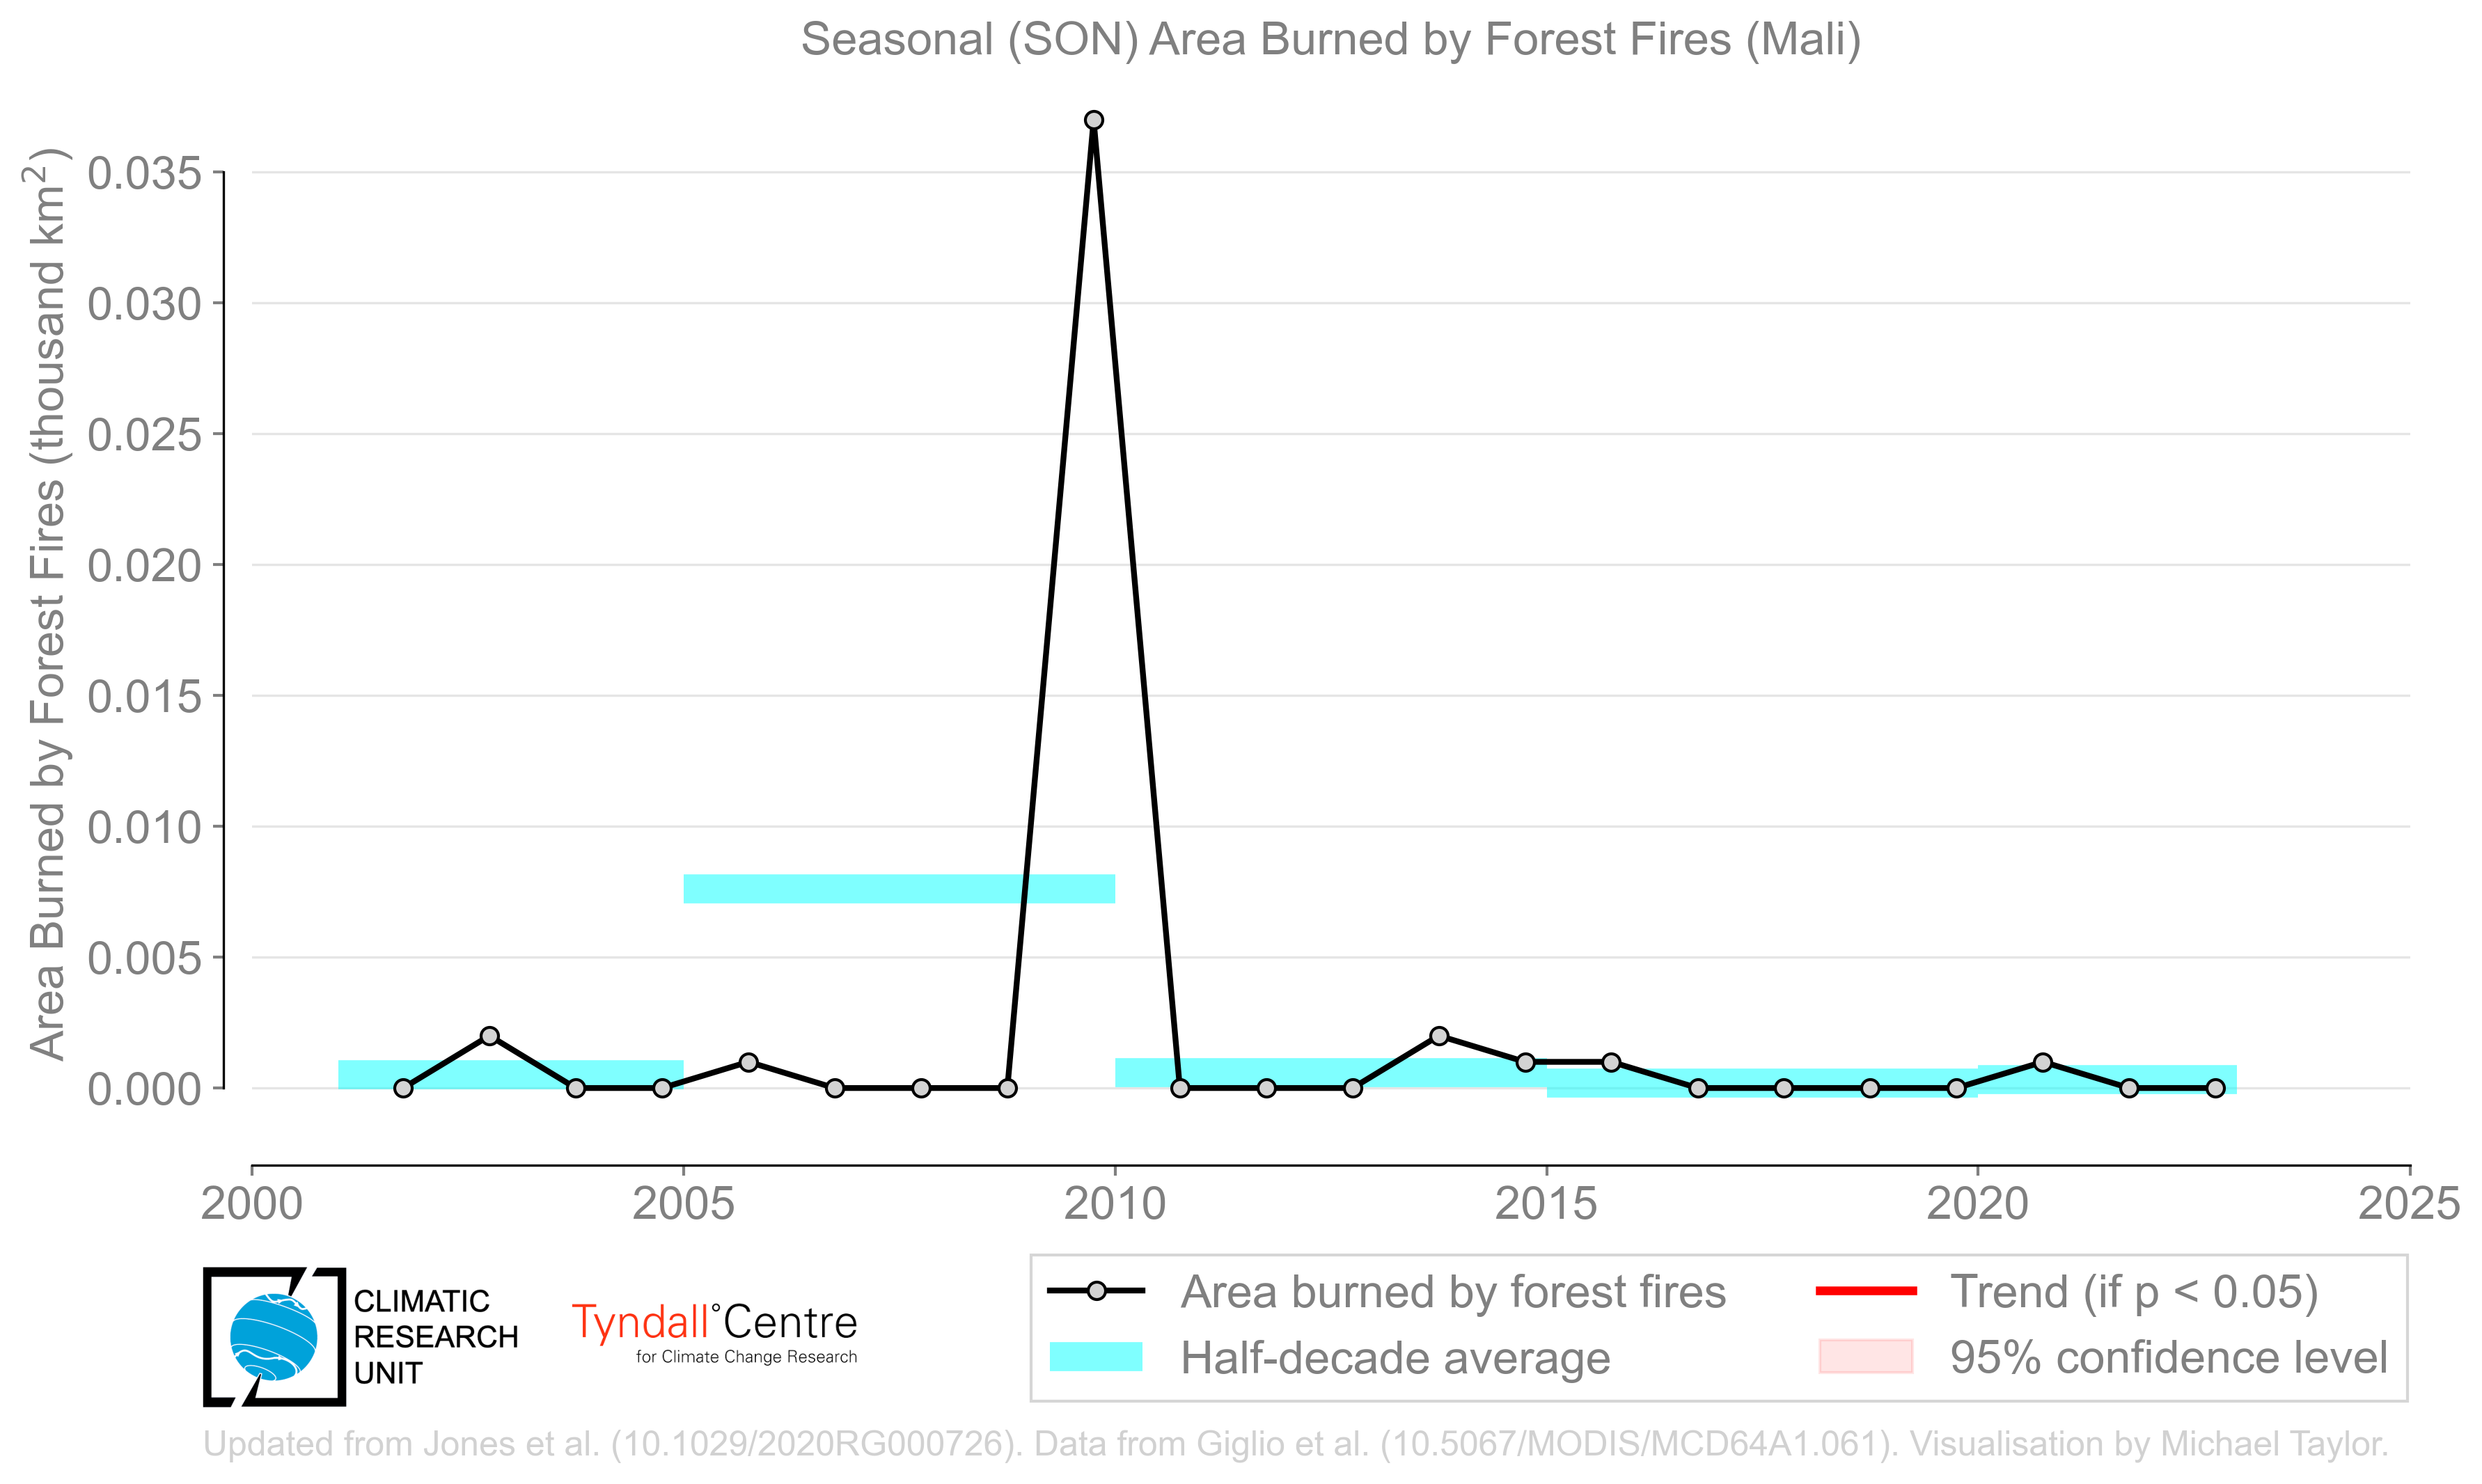 Seasonal (SON) Area Burned by Forest Fires (Mali)
Area Burned by Forest Fires (thousand km²)
0.035
0.030
0.025
0.020
0.015
0.010
0.005
0.000
2000 2005 2010 2015 2020 2025
CLIMATIC
RESEARCH
UNIT
Tyndall°Centre
for Climate Change Research
Area burned by forest fires
Half-decade average
Trend (if p < 0.05)
95% confidence level
Updated from Jones et al. (10.1029/2020RG000726). Data from Giglio et al. (10.5067/MODIS/MCD64A1.061). Visualisation by Michael Taylor.